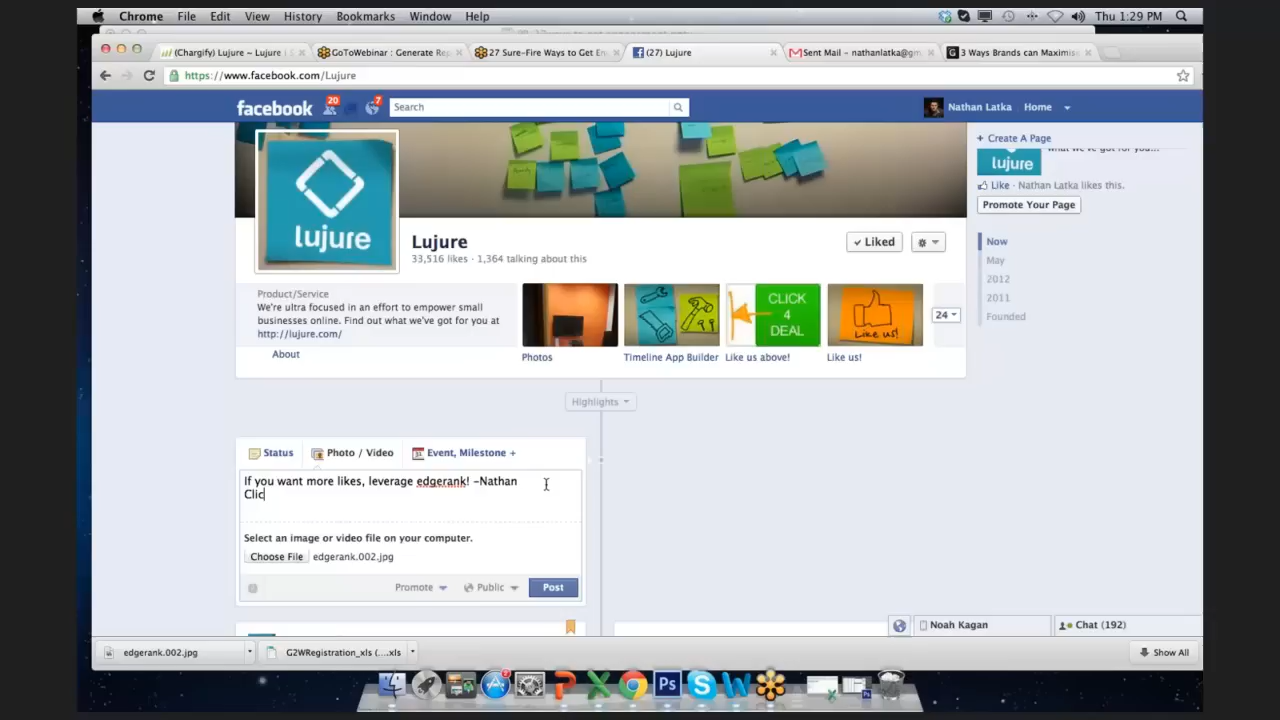 Chrome File Edit View History Bookmarks Window Help Thu 1:29 PM
(Chargify) Lujure – Lujure GoToWebinar : Generate Re 27 Sure-Fire Ways to Get En (27) Lujure Sent Mail – nathanlatka@gm 3 Ways Brands can Maximis
https://www.facebook.com/Lujure
facebook 20 7 Search Nathan Latka Home
+ Create A Page
what we've got for you...
lujure
Like · Nathan Latka likes this.
Promote Your Page
lujure
Lujure
33,516 likes · 1,364 talking about this
✓ Liked
Now
May
2012
2011
Founded
Product/Service
We're ultra focused in an effort to empower small
businesses online. Find out what we've got for you at
http://lujure.com/
About
CLICK
4
DEAL
Like us!
24
Photos Timeline App Builder Like us above! Like us!
Highlights
Status Photo / Video Event, Milestone +
If you want more likes, leverage edgerank! –Nathan
Clic
Select an image or video file on your computer.
Choose File edgerank.002.jpg
Promote Public Post
Noah Kagan Chat (192)
edgerank.002.jpg G2WRegistration_xls (....xls Show All